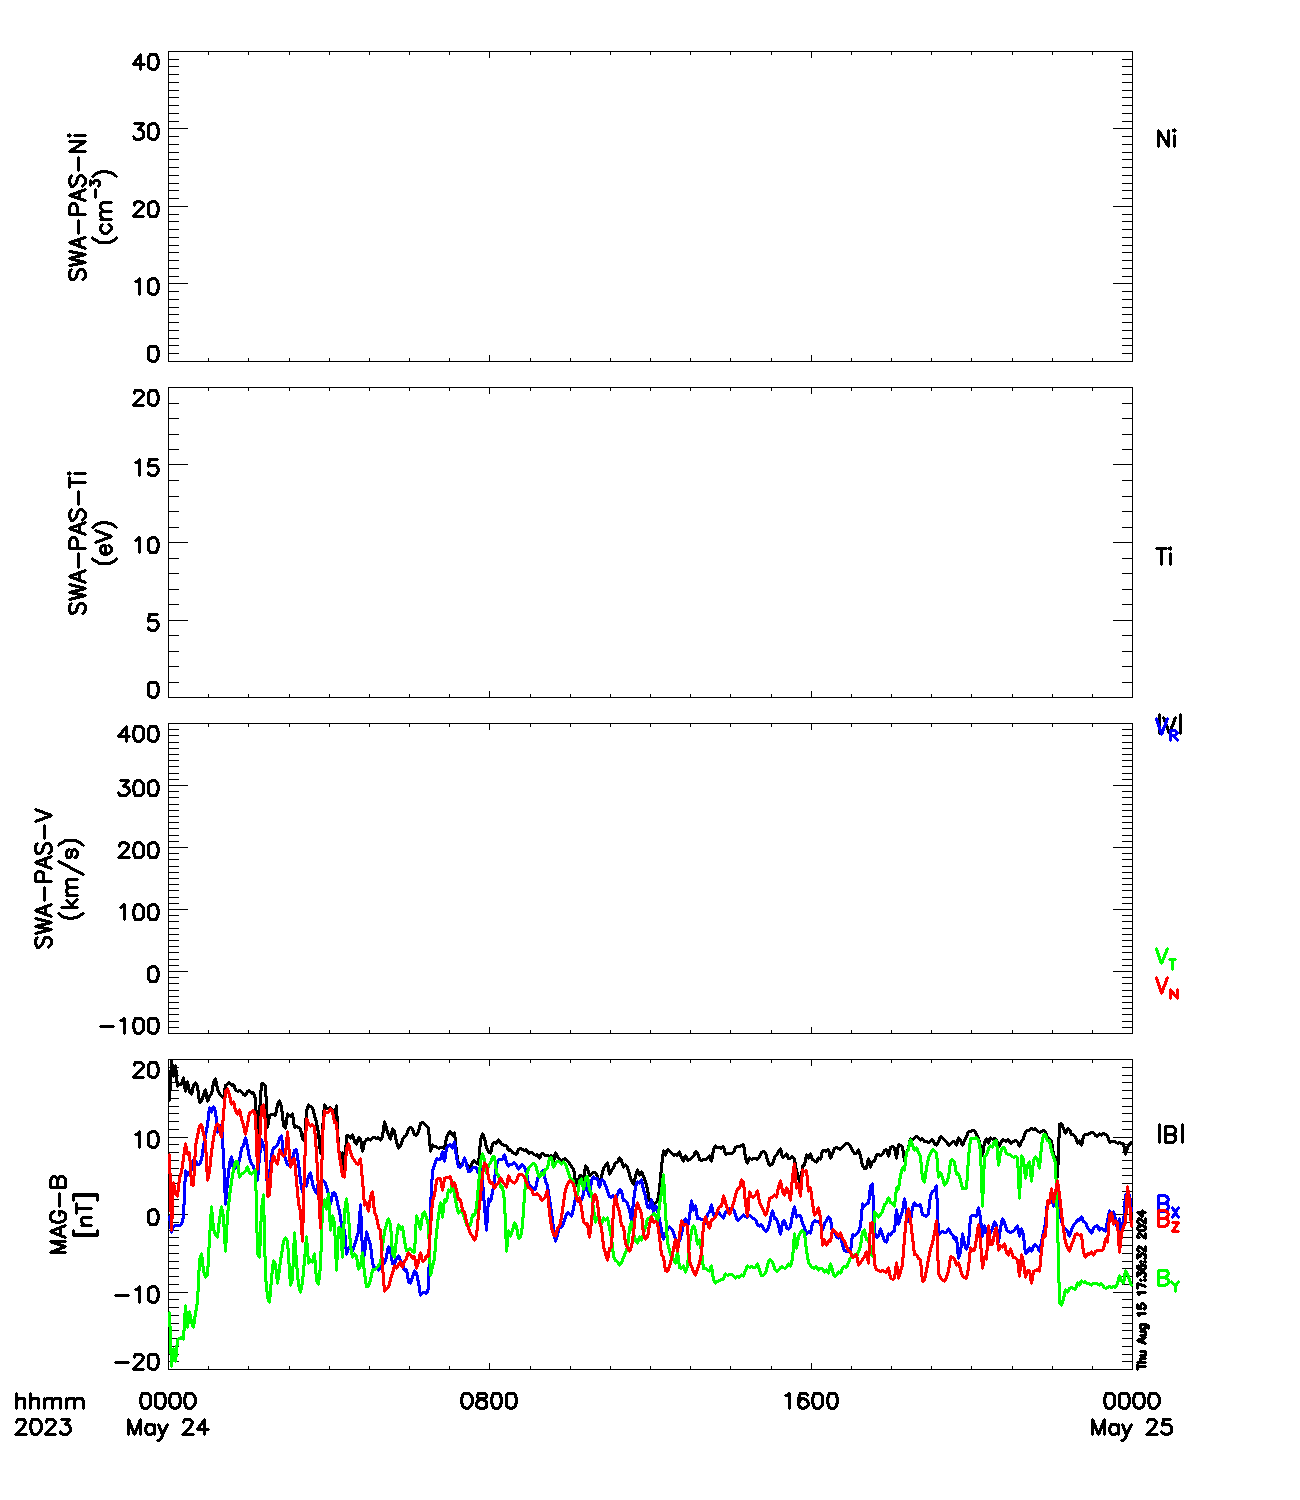 SWA-PAS-Ni
(cm-3)
40
30
20
10
0
Ni
SWA-PAS-Ti
(eV)
20
15
10
5
0
Ti
SWA-PAS-V
(km/s)
400
300
200
100
0
-100
|V|
VR
VT
VN
MAG-B
[nT]
20
10
0
-10
-20
|B|
Bx
Bz
BY
Thu Aug 15 17:36:32 2024
hhmm 0000 0800 1600 0000
2023 May 24 May 25